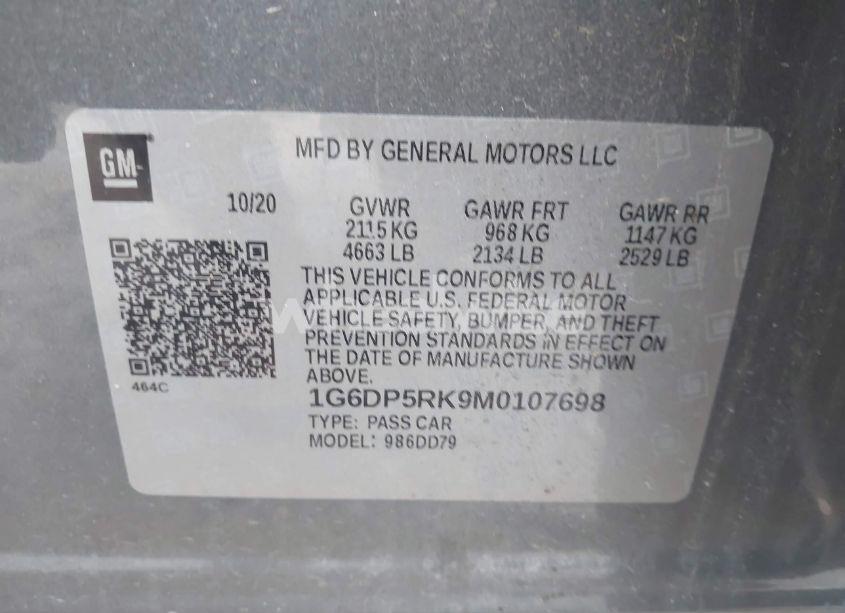 GM
MFD BY GENERAL MOTORS LLC
10/20
GVWR GAWR FRT GAWR RR
2115 KG 968 KG 1147 KG
4663 LB 2134 LB 2529 LB
THIS VEHICLE CONFORMS TO ALL
APPLICABLE U.S. FEDERAL MOTOR
VEHICLE SAFETY, BUMPER, AND THEFT
PREVENTION STANDARDS IN EFFECT ON
THE DATE OF MANUFACTURE SHOWN
ABOVE.
464C
1G6DP5RK9M0107698
TYPE: PASS CAR
MODEL: 986DD79